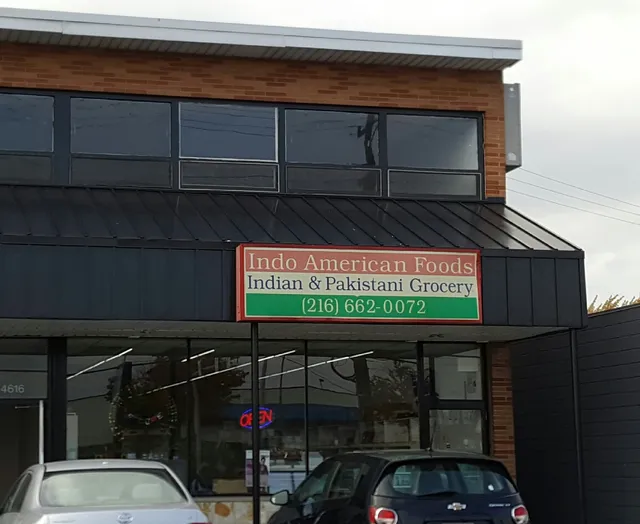 Indo American Foods
Indian & Pakistani Grocery
(216) 662-0072
4616
OPEN